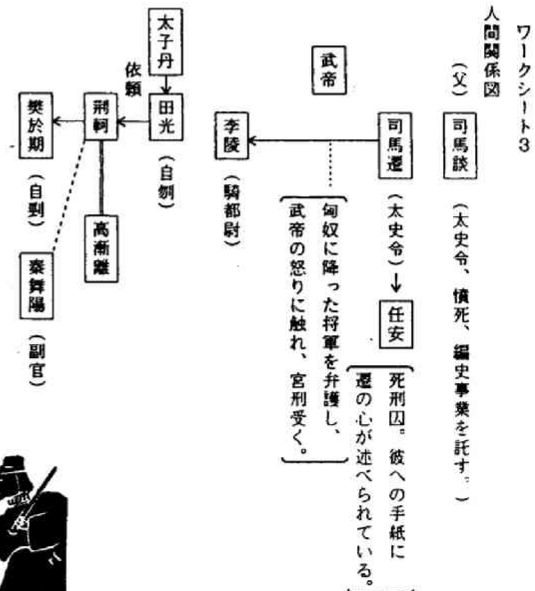 ワークシート3
人間関係図
（父）
司馬談
（太史令、憤死、編史事業を託す。）
司馬遷
（太史令）
任安
死刑囚。彼への手紙に
遷の心が述べられている。
武帝
李陵
（騎都尉）
匈奴に降った将軍を弁護し、
武帝の怒りに触れ、宮刑受く。
太子丹
依頼
田光
（自刎）
荊軻
高漸離
樊於期
（自剄）
秦舞陽
（副官）